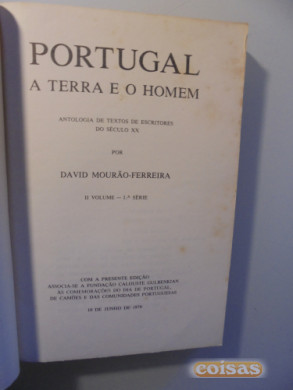 PORTUGAL
A TERRA E O HOMEM
ANTOLOGIA DE TEXTOS DE ESCRITORES
DO SÉCULO XX
POR
DAVID MOURÃO-FERREIRA
II VOLUME — 1.ª SÉRIE
COM A PRESENTE EDIÇÃO
ASSOCIA-SE A FUNDAÇÃO CALOUSTE GULBENKIAN
ÀS COMEMORAÇÕES DO DIA DE PORTUGAL,
DE CAMÕES E DAS COMUNIDADES PORTUGUESAS
10 DE JUNHO DE
coisas